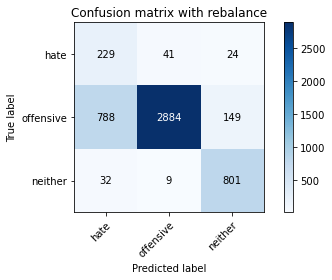 Confusion matrix with rebalance
True label
hate 229 41 24
offensive 788 2884 149
neither 32 9 801
hate offensive neither
Predicted label
2500
2000
1500
1000
500